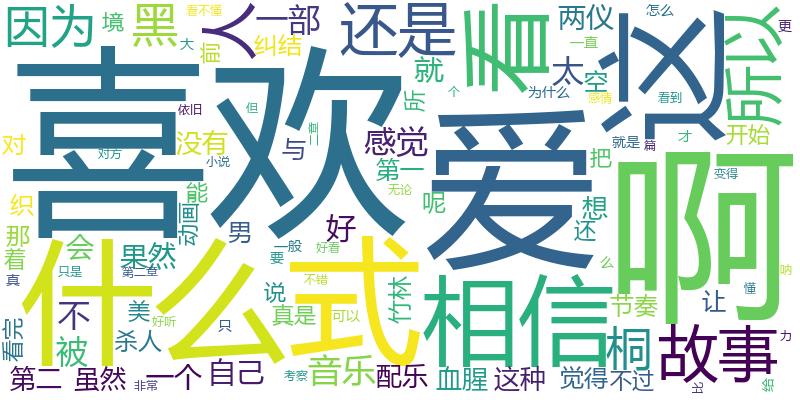 因为
境
黑
人
一部
纠结
前
大
看不懂
还是
看
两仪
怎么
一直
太
空
为什么
感情
看到
这
所以
更
喜欢
依旧
就
所
个
爱
啊
对
对方
没有
小说
与
但
二章
感觉
第一
无论
就是
篇
才
开始
把
变得
织
能
那
着
会
动画
男
好
呢
想
还
果然
一般
要
好看
什么
式
么
呐
真
只是
第二章
美
说
不错
竹林
相信
节奏
让
懂
看完
不
好听
只
真是
可以
被
杀人
桐
故事
力
第二
虽然
非常
一个
自己
考察
音乐
配乐
血腥
这种
觉得
不过
比
给